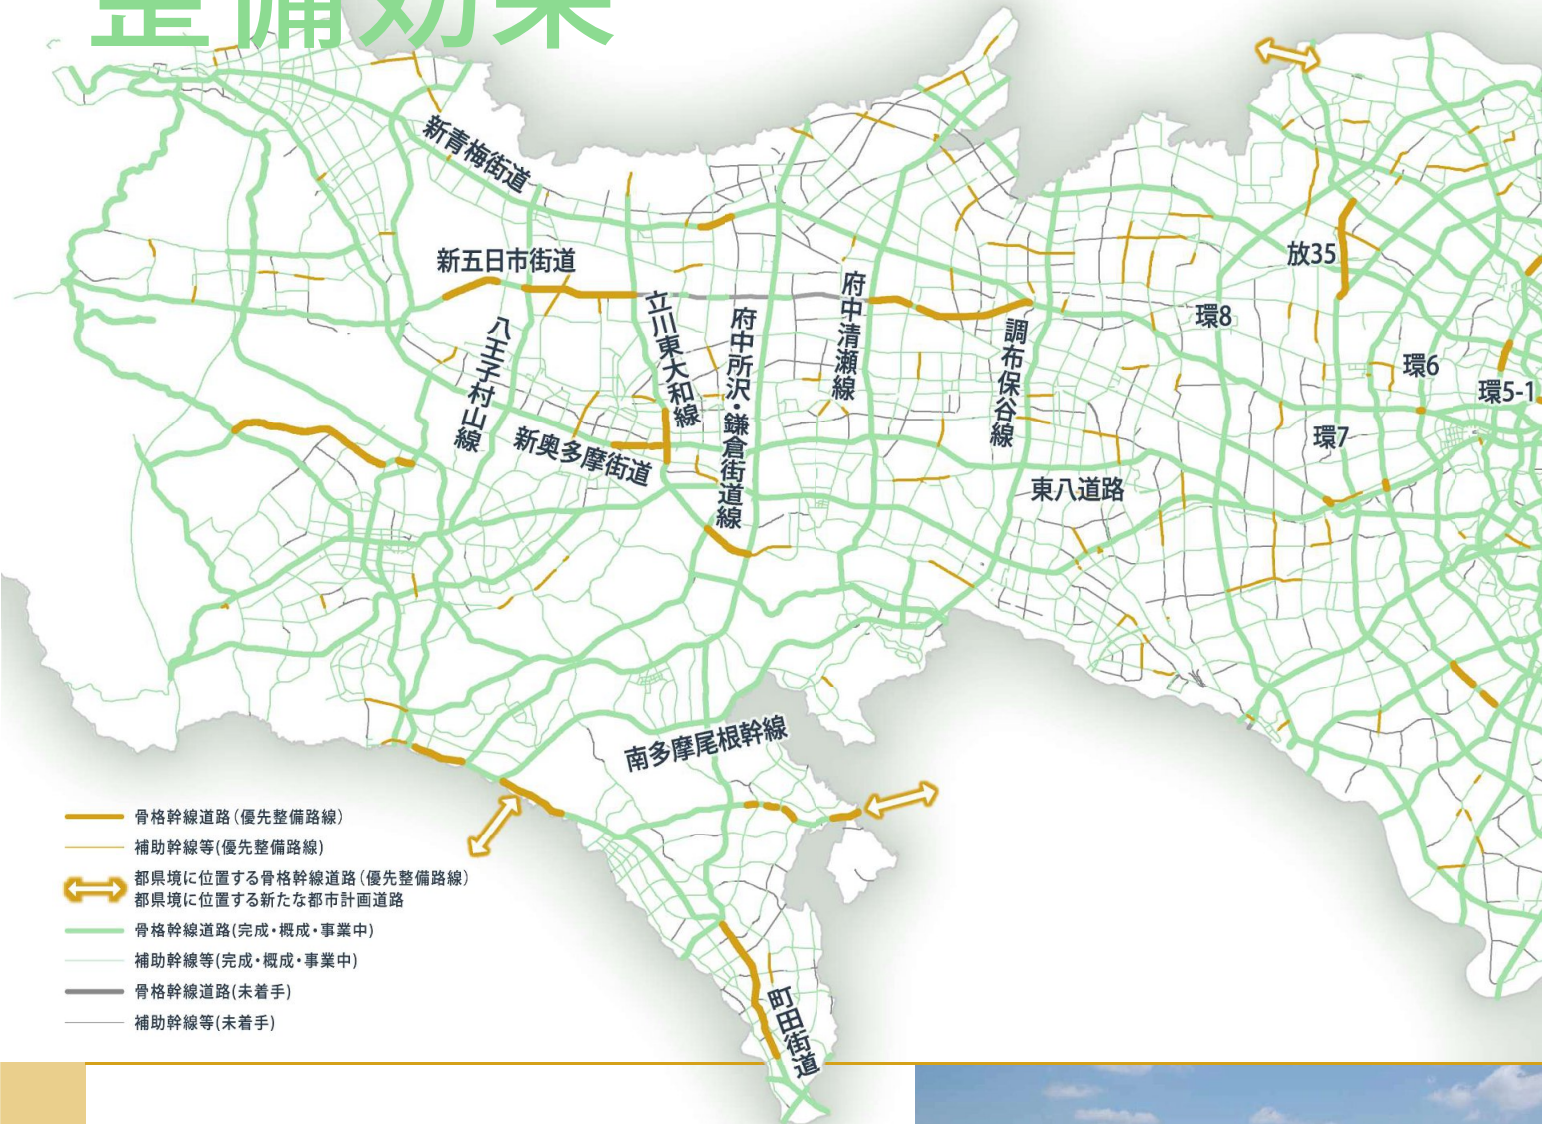 整備効果
新青梅街道
新五日市街道
八王子村山線
新奥多摩街道
立川東大和線
府中所沢・鎌倉街道線
府中清瀬線
調布保谷線
東八道路
放35
環8
環6
環5-1
環7
南多摩尾根幹線
町田街道
骨格幹線道路(優先整備路線)
補助幹線等(優先整備路線)
都県境に位置する骨格幹線道路(優先整備路線)
都県境に位置する新たな都市計画道路
骨格幹線道路(完成・概成・事業中)
補助幹線等(完成・概成・事業中)
骨格幹線道路(未着手)
補助幹線等(未着手)